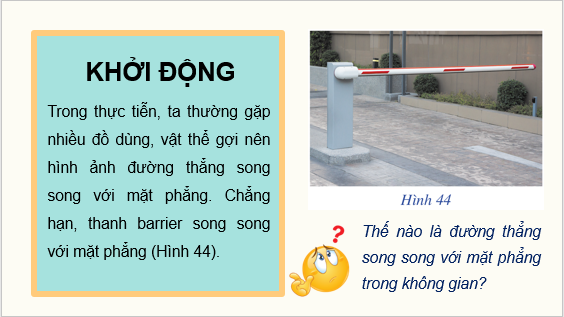 KHỞI ĐỘNG
Trong thực tiễn, ta thường gặp
nhiều đồ dùng, vật thể gợi nên
hình ảnh đường thẳng song
song với mặt phẳng. Chẳng
hạn, thanh barrier song song
với mặt phẳng (Hình 44).
Hình 44
?
Thế nào là đường thẳng
song song với mặt phẳng
trong không gian?